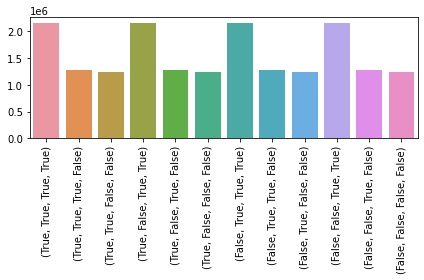 1e6
2.0
1.5
1.0
0.5
0.0
(True, True, True, True)
(True, True, True, False)
(True, True, False, False)
(True, False, True, True)
(True, False, True, False)
(True, False, False, False)
(False, True, True, True)
(False, True, True, False)
(False, True, False, False)
(False, False, True, True)
(False, False, True, False)
(False, False, False, False)